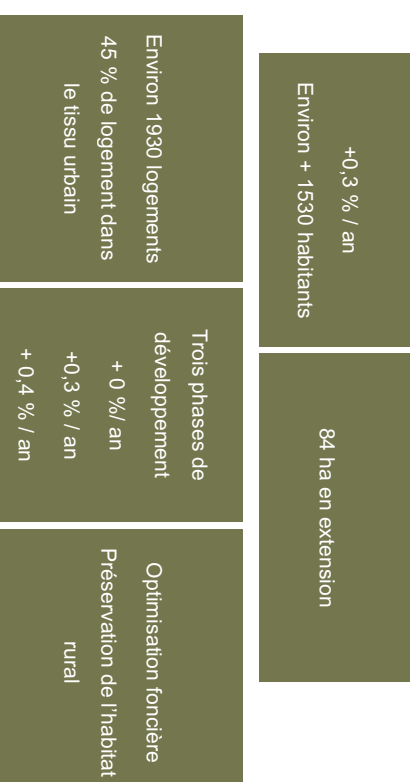 +0,3 % / an
Environ + 1530 habitants
84 ha en extension
Environ 1930 logements
45 % de logement dans
le tissu urbain
Trois phases de
développement
+ 0 %/ an
+0,3 % / an
+ 0,4 % / an
Optimisation foncière
Préservation de l'habitat
rural